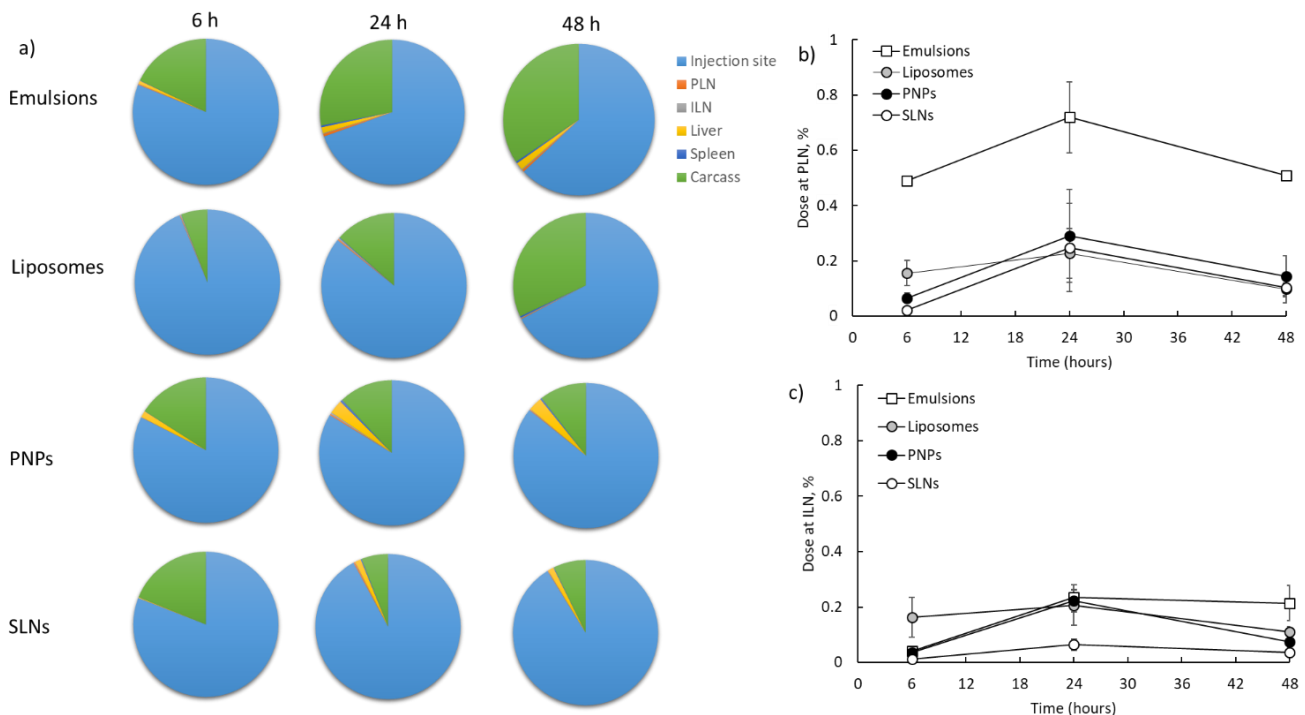 6 h 24 h 48 h
a)
Emulsions
Liposomes
PNPs
SLNs
Injection site
PLN
ILN
Liver
Spleen
Carcass
b)
Dose at PLN, %
1
0.8
0.6
0.4
0.2
0
Emulsions
Liposomes
PNPs
SLNs
0 6 12 18 24 30 36 42 48
Time (hours)
c)
Dose at ILN, %
1
0.8
0.6
0.4
0.2
0
Emulsions
Liposomes
PNPs
SLNs
0 6 12 18 24 30 36 42 48
Time (hours)